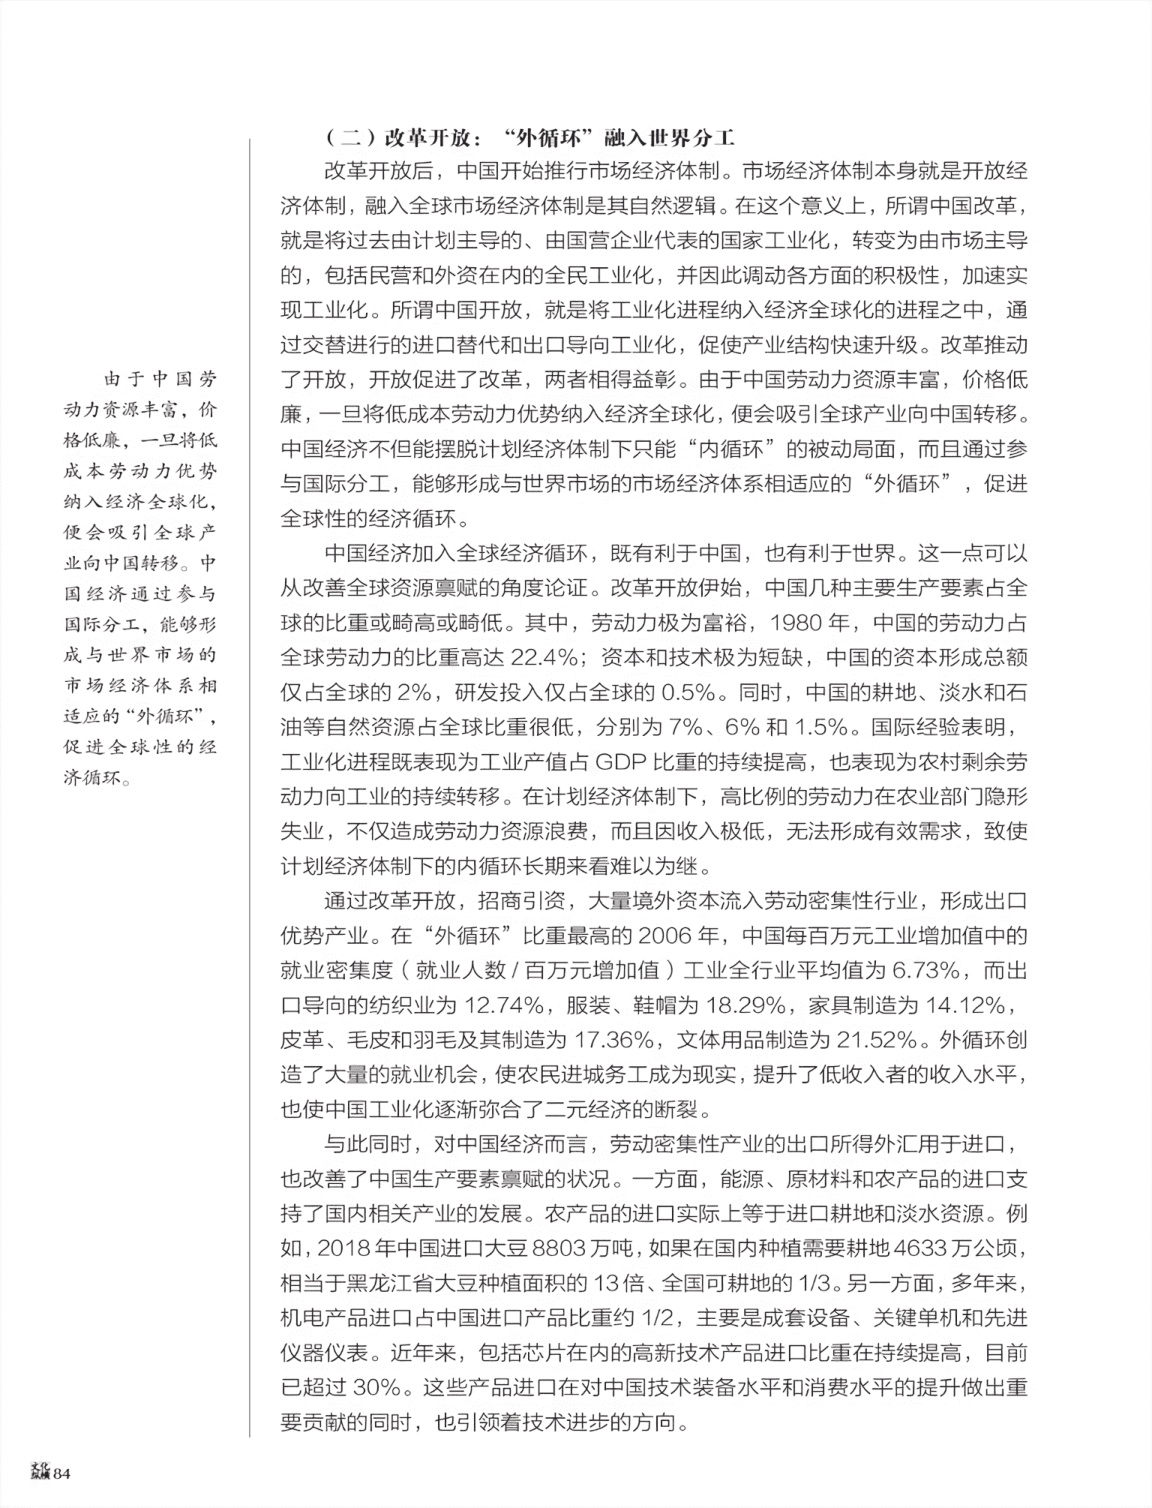 （二）改革开放：“外循环”融入世界分工
改革开放后，中国开始推行市场经济体制。市场经济体制本身就是开放经
济体制，融入全球市场经济体制是其自然逻辑。在这个意义上，所谓中国改革，
就是将过去由计划主导的、由国营企业代表的国家工业化，转变为由市场主导
的，包括民营和外资在内的全民工业化，并因此调动各方面的积极性，加速实
现工业化。所谓中国开放，就是将工业化进程纳入经济全球化的进程之中，通
过交替进行的进口替代和出口导向工业化，促使产业结构快速升级。改革推动
了开放，开放促进了改革，两者相得益彰。由于中国劳动力资源丰富，价格低
廉，一旦将低成本劳动力优势纳入经济全球化，便会吸引全球产业向中国转移。
中国经济不但能摆脱计划经济体制下只能“内循环”的被动局面，而且通过参
与国际分工，能够形成与世界市场的市场经济体系相适应的“外循环”，促进
全球性的经济循环。
中国经济加入全球经济循环，既有利于中国，也有利于世界。这一点可以
从改善全球资源禀赋的角度论证。改革开放伊始，中国几种主要生产要素占全
球的比重或畸高或畸低。其中，劳动力极为富裕，1980 年，中国的劳动力占
全球劳动力的比重高达 22.4%；资本和技术极为短缺，中国的资本形成总额
仅占全球的 2%，研发投入仅占全球的 0.5%。同时，中国的耕地、淡水和石
油等自然资源占全球比重很低，分别为 7%、6% 和 1.5%。国际经验表明，
工业化进程既表现为工业产值占 GDP 比重的持续提高，也表现为农村剩余劳
动力向工业的持续转移。在计划经济体制下，高比例的劳动力在农业部门隐形
失业，不仅造成劳动力资源浪费，而且因收入极低，无法形成有效需求，致使
计划经济体制下的内循环长期来看难以为继。
通过改革开放，招商引资，大量境外资本流入劳动密集性行业，形成出口
优势产业。在“外循环”比重最高的 2006 年，中国每百万元工业增加值中的
就业密集度（就业人数 / 百万元增加值）工业全行业平均值为 6.73%，而出
口导向的纺织业为 12.74%，服装、鞋帽为 18.29%，家具制造为 14.12%，
皮革、毛皮和羽毛及其制造为 17.36%，文体用品制造为 21.52%。外循环创
造了大量的就业机会，使农民进城务工成为现实，提升了低收入者的收入水平，
也使中国工业化逐渐弥合了二元经济的断裂。
与此同时，对中国经济而言，劳动密集性产业的出口所得外汇用于进口，
也改善了中国生产要素禀赋的状况。一方面，能源、原材料和农产品的进口支
持了国内相关产业的发展。农产品的进口实际上等于进口耕地和淡水资源。例
如，2018 年中国进口大豆 8803 万吨，如果在国内种植需要耕地 4633 万公顷，
相当于黑龙江省大豆种植面积的 13 倍、全国可耕地的 1/3。另一方面，多年来，
机电产品进口占中国进口产品比重约 1/2，主要是成套设备、关键单机和先进
仪器仪表。近年来，包括芯片在内的高新技术产品进口比重在持续提高，目前
已超过 30%。这些产品进口在对中国技术装备水平和消费水平的提升做出重
要贡献的同时，也引领着技术进步的方向。
由于中国劳
动力资源丰富，价
格低廉，一旦将低
成本劳动力优势
纳入经济全球化，
便会吸引全球产
业向中国转移。中
国经济通过参与
国际分工，能够形
成与世界市场的
市场经济体系相
适应的“外循环”，
促进全球性的经
济循环。
文化
纵横 84